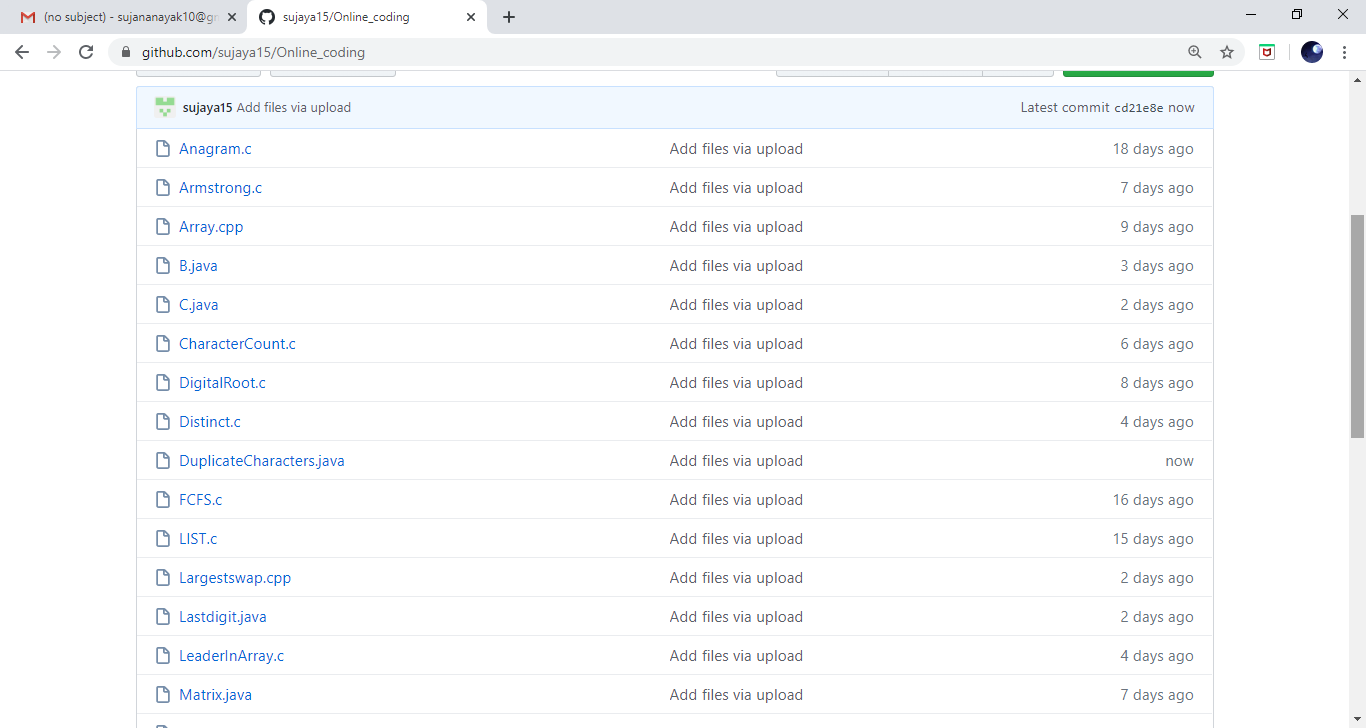 (no subject) - sujananayak10@gr
sujaya15/Online_coding
github.com/sujaya15/Online_coding
sujaya15 Add files via upload Latest commit cd21e8e now
Anagram.c Add files via upload 18 days ago
Armstrong.c Add files via upload 7 days ago
Array.cpp Add files via upload 9 days ago
B.java Add files via upload 3 days ago
C.java Add files via upload 2 days ago
CharacterCount.c Add files via upload 6 days ago
DigitalRoot.c Add files via upload 8 days ago
Distinct.c Add files via upload 4 days ago
DuplicateCharacters.java Add files via upload now
FCFS.c Add files via upload 16 days ago
LIST.c Add files via upload 15 days ago
Largestswap.cpp Add files via upload 2 days ago
Lastdigit.java Add files via upload 2 days ago
LeaderInArray.c Add files via upload 4 days ago
Matrix.java Add files via upload 7 days ago